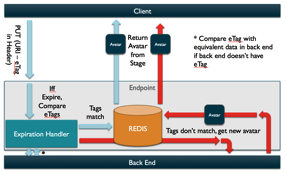 Client
PUT (URI - eTag
in Header)
Avatar
Return
Avatar
from
Stage
Avatar
* Compare eTag with
equivalent data in back end
if back end doesn't have
eTag
Iff
Expire,
Compare
eTags
Endpoint
Tags
match
REDIS
Avatar
Expiration Handler
Tags don't match, get new avatar
*
Back End